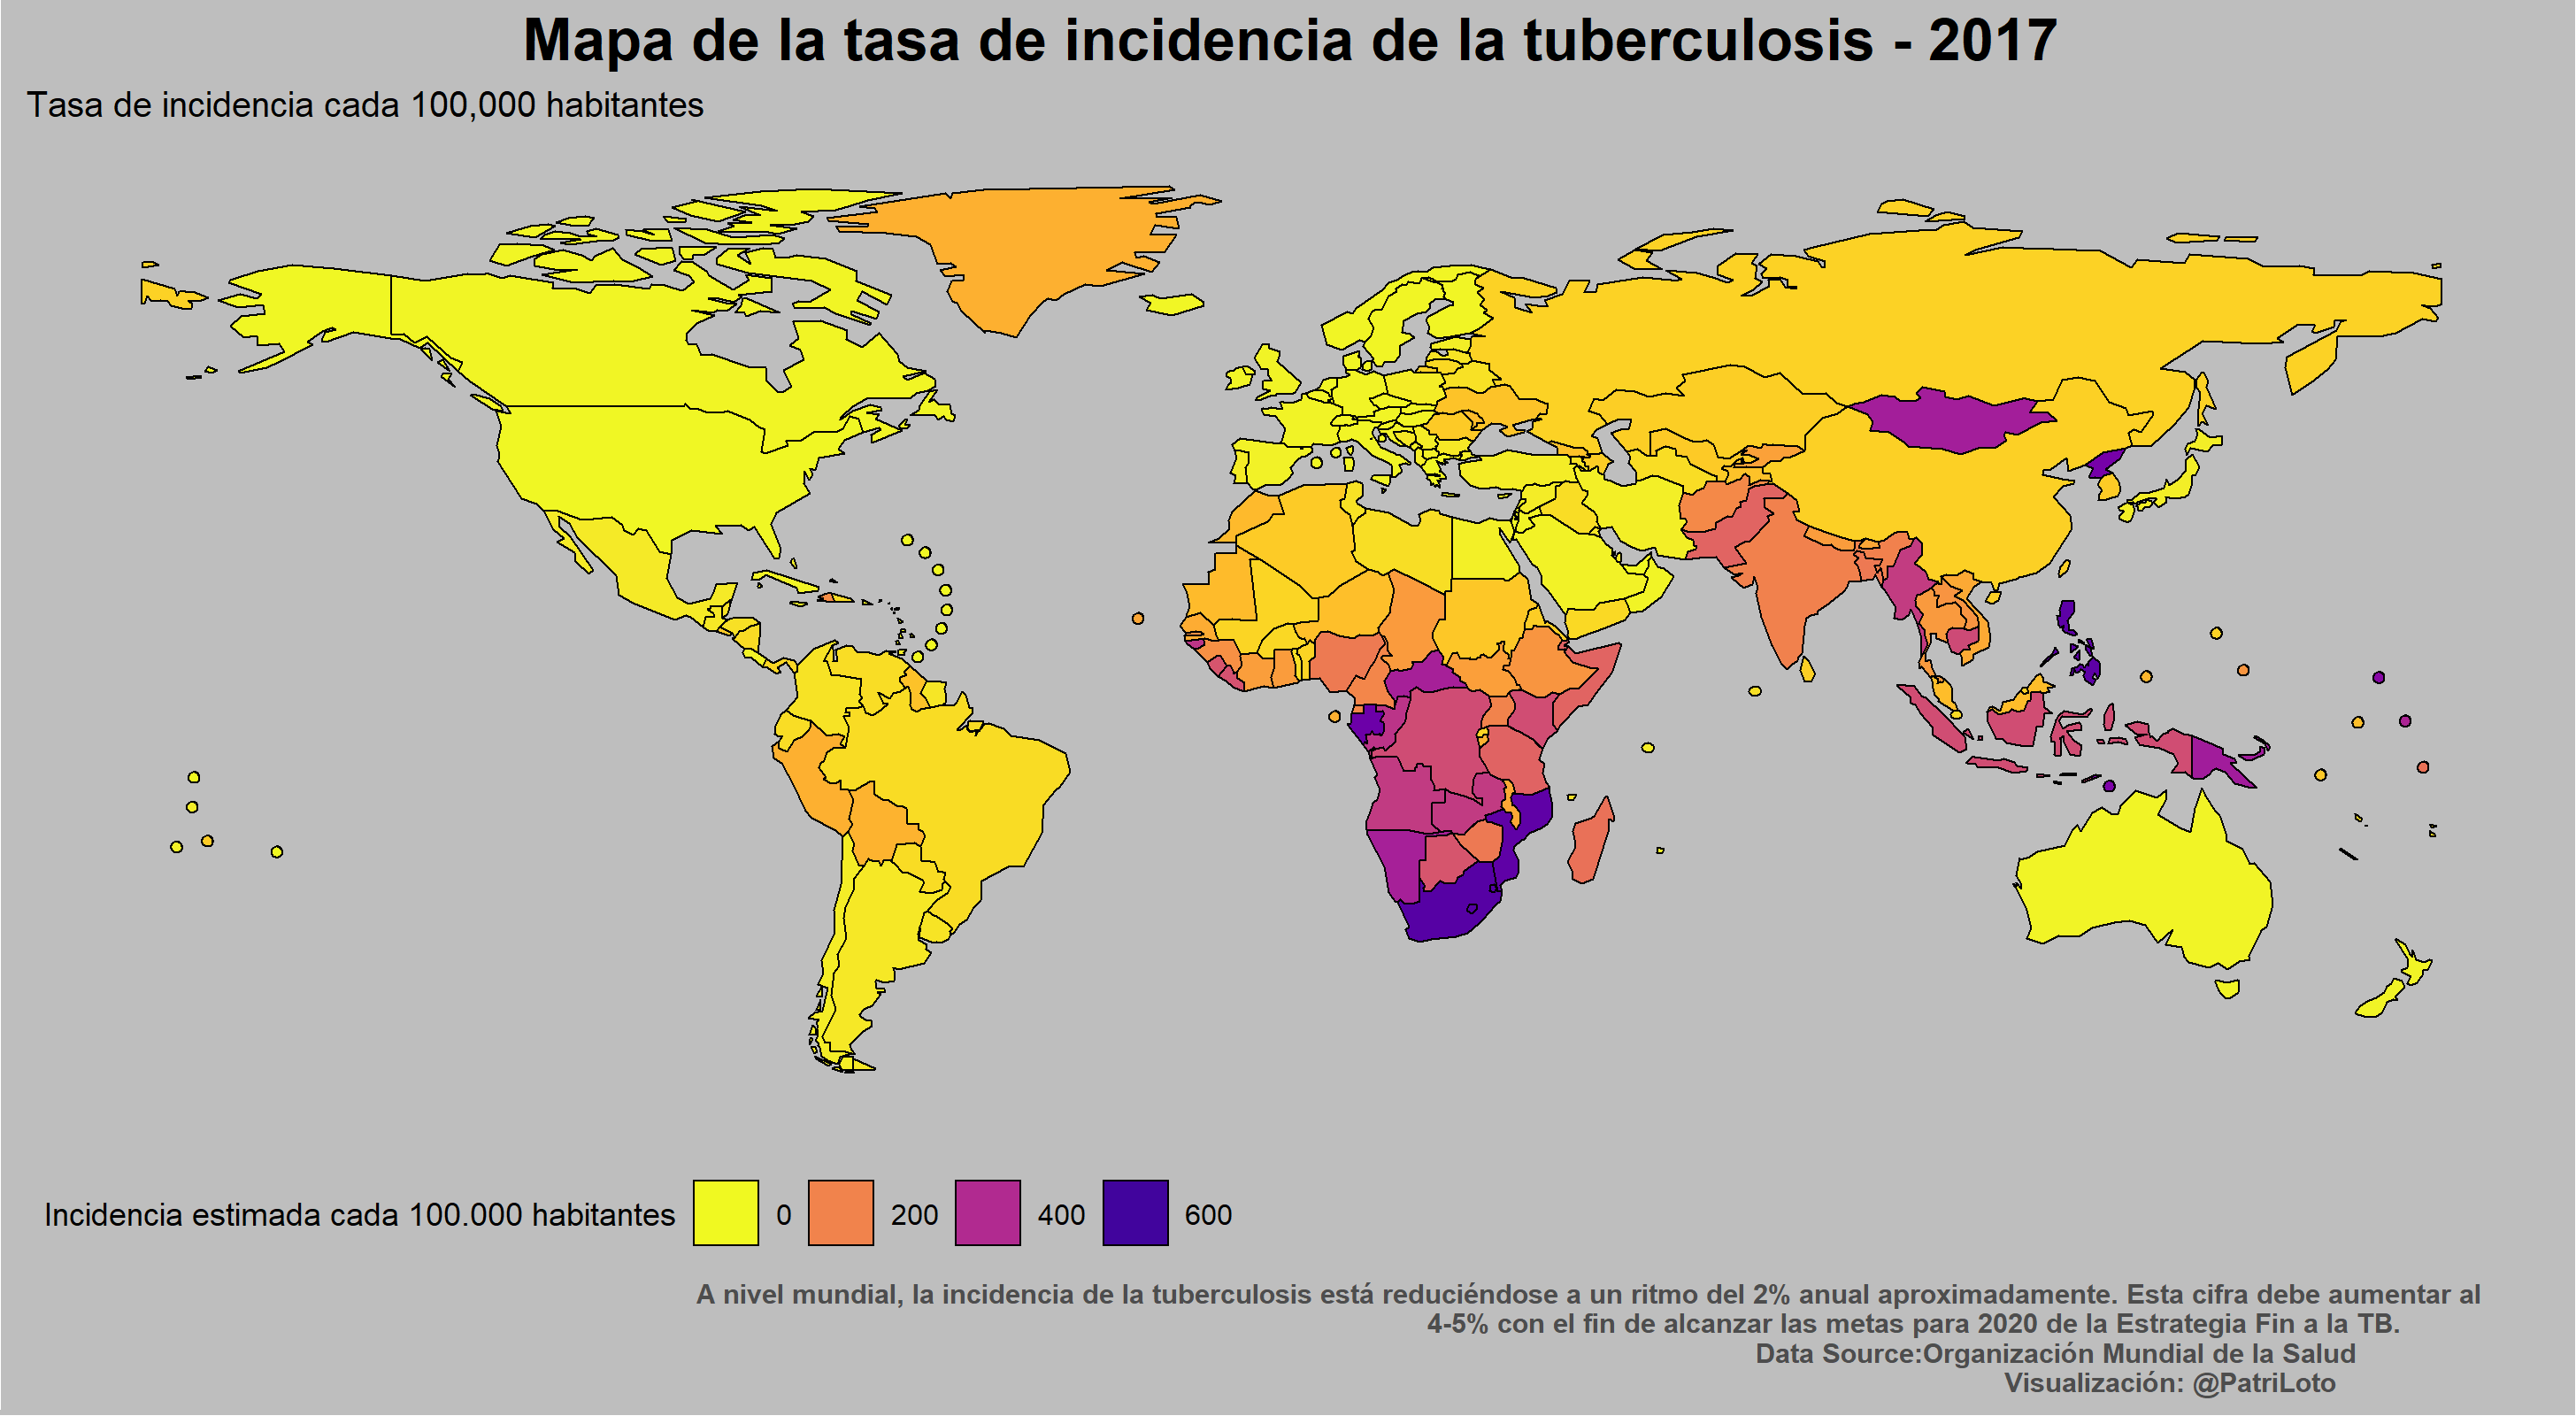 Mapa de la tasa de incidencia de la tuberculosis - 2017
Tasa de incidencia cada 100,000 habitantes
Incidencia estimada cada 100.000 habitantes 0 200 400 600
A nivel mundial, la incidencia de la tuberculosis está reduciéndose a un ritmo del 2% anual aproximadamente. Esta cifra debe aumentar al
4-5% con el fin de alcanzar las metas para 2020 de la Estrategia Fin a la TB.
Data Source:Organización Mundial de la Salud
Visualización: @PatriLoto